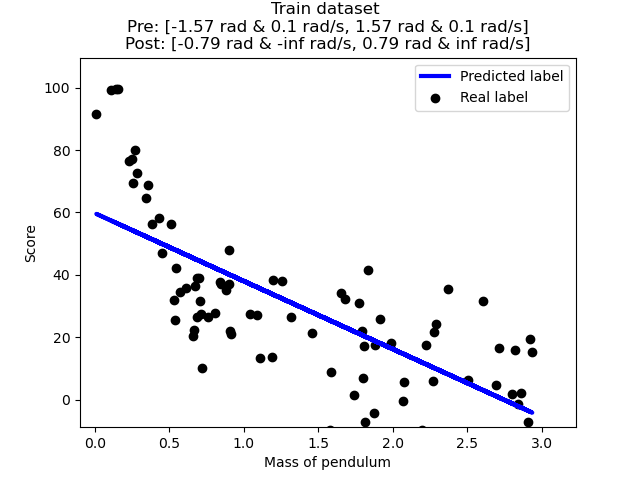 Train dataset
Pre: [-1.57 rad & 0.1 rad/s, 1.57 rad & 0.1 rad/s]
Post: [-0.79 rad & -inf rad/s, 0.79 rad & inf rad/s]
Predicted label
Real label
Score
100
80
60
40
20
0
0.0 0.5 1.0 1.5 2.0 2.5 3.0
Mass of pendulum